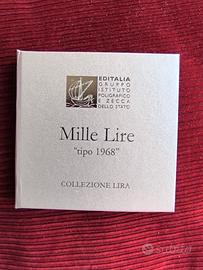 EDITALIA
GRUPPO
ISTITUTO
POLIGRAFICO
E ZECCA
DELLO STATO
Mille Lire
"tipo 1968"
COLLEZIONE LIRA
subito